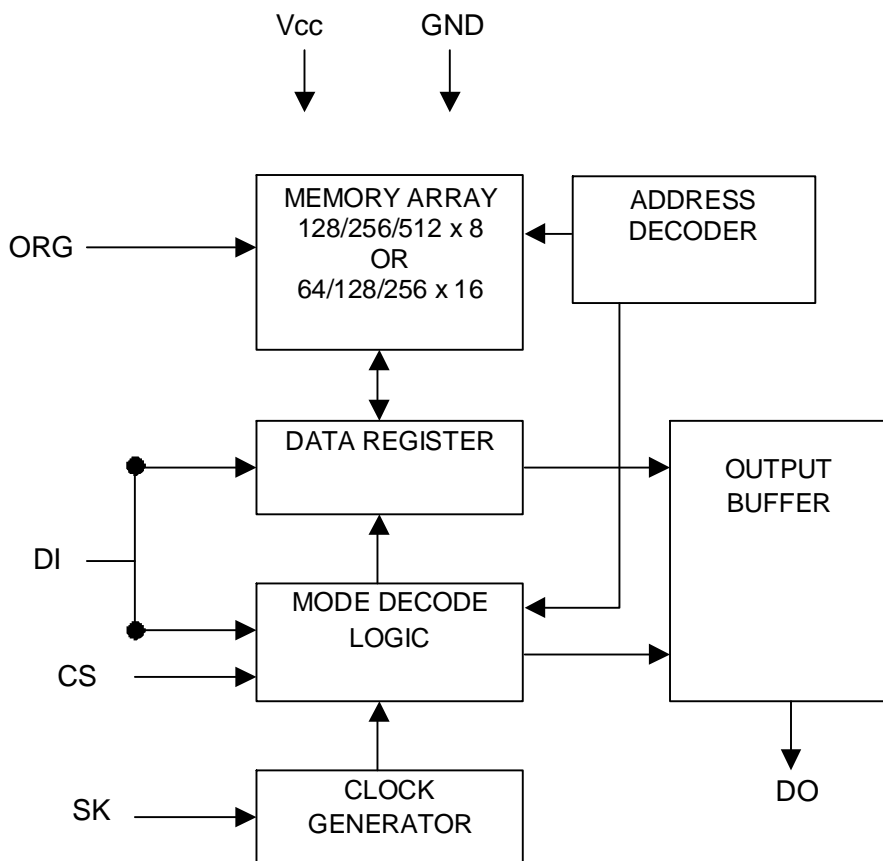 Vcc
GND
MEMORY ARRAY
128/256/512 x 8
OR
64/128/256 x 16
ADDRESS
DECODER
ORG
DATA REGISTER
OUTPUT
BUFFER
DI
MODE DECODE
LOGIC
CS
CLOCK
GENERATOR
SK
DO